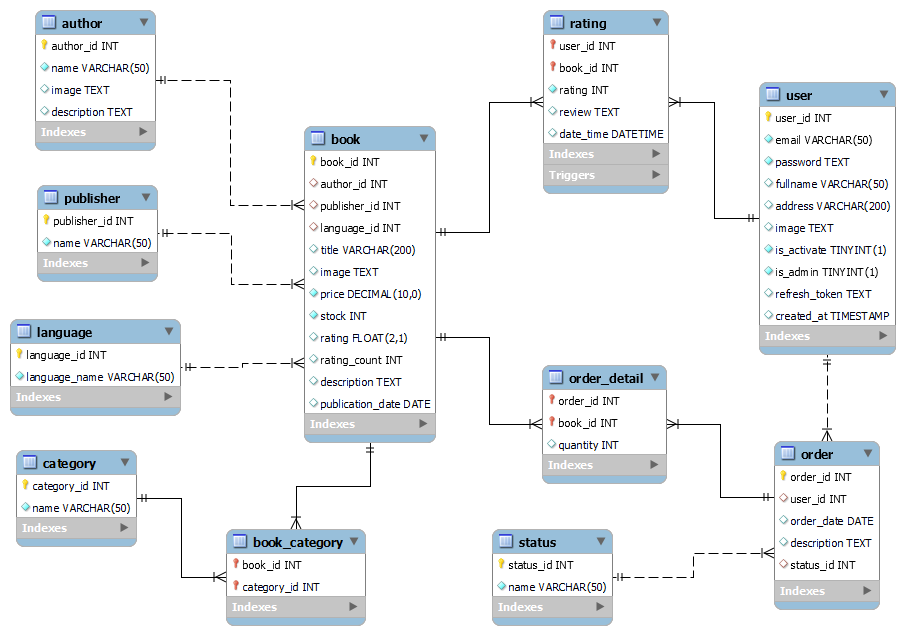 author
author_id INT
name VARCHAR(50)
image TEXT
description TEXT
Indexes
publisher
publisher_id INT
name VARCHAR(50)
Indexes
language
language_id INT
language_name VARCHAR(50)
Indexes
category
category_id INT
name VARCHAR(50)
Indexes
book
book_id INT
author_id INT
publisher_id INT
language_id INT
title VARCHAR(200)
image TEXT
price DECIMAL(10,0)
stock INT
rating FLOAT(2,1)
rating_count INT
description TEXT
publication_date DATE
Indexes
book_category
book_id INT
category_id INT
Indexes
rating
user_id INT
book_id INT
rating INT
review TEXT
date_time DATETIME
Indexes
Triggers
order_detail
order_id INT
book_id INT
quantity INT
Indexes
status
status_id INT
name VARCHAR(50)
Indexes
user
user_id INT
email VARCHAR(50)
password TEXT
fullname VARCHAR(50)
address VARCHAR(200)
image TEXT
is_activate TINYINT(1)
is_admin TINYINT(1)
refresh_token TEXT
created_at TIMESTAMP
Indexes
order
order_id INT
user_id INT
order_date DATE
description TEXT
status_id INT
Indexes